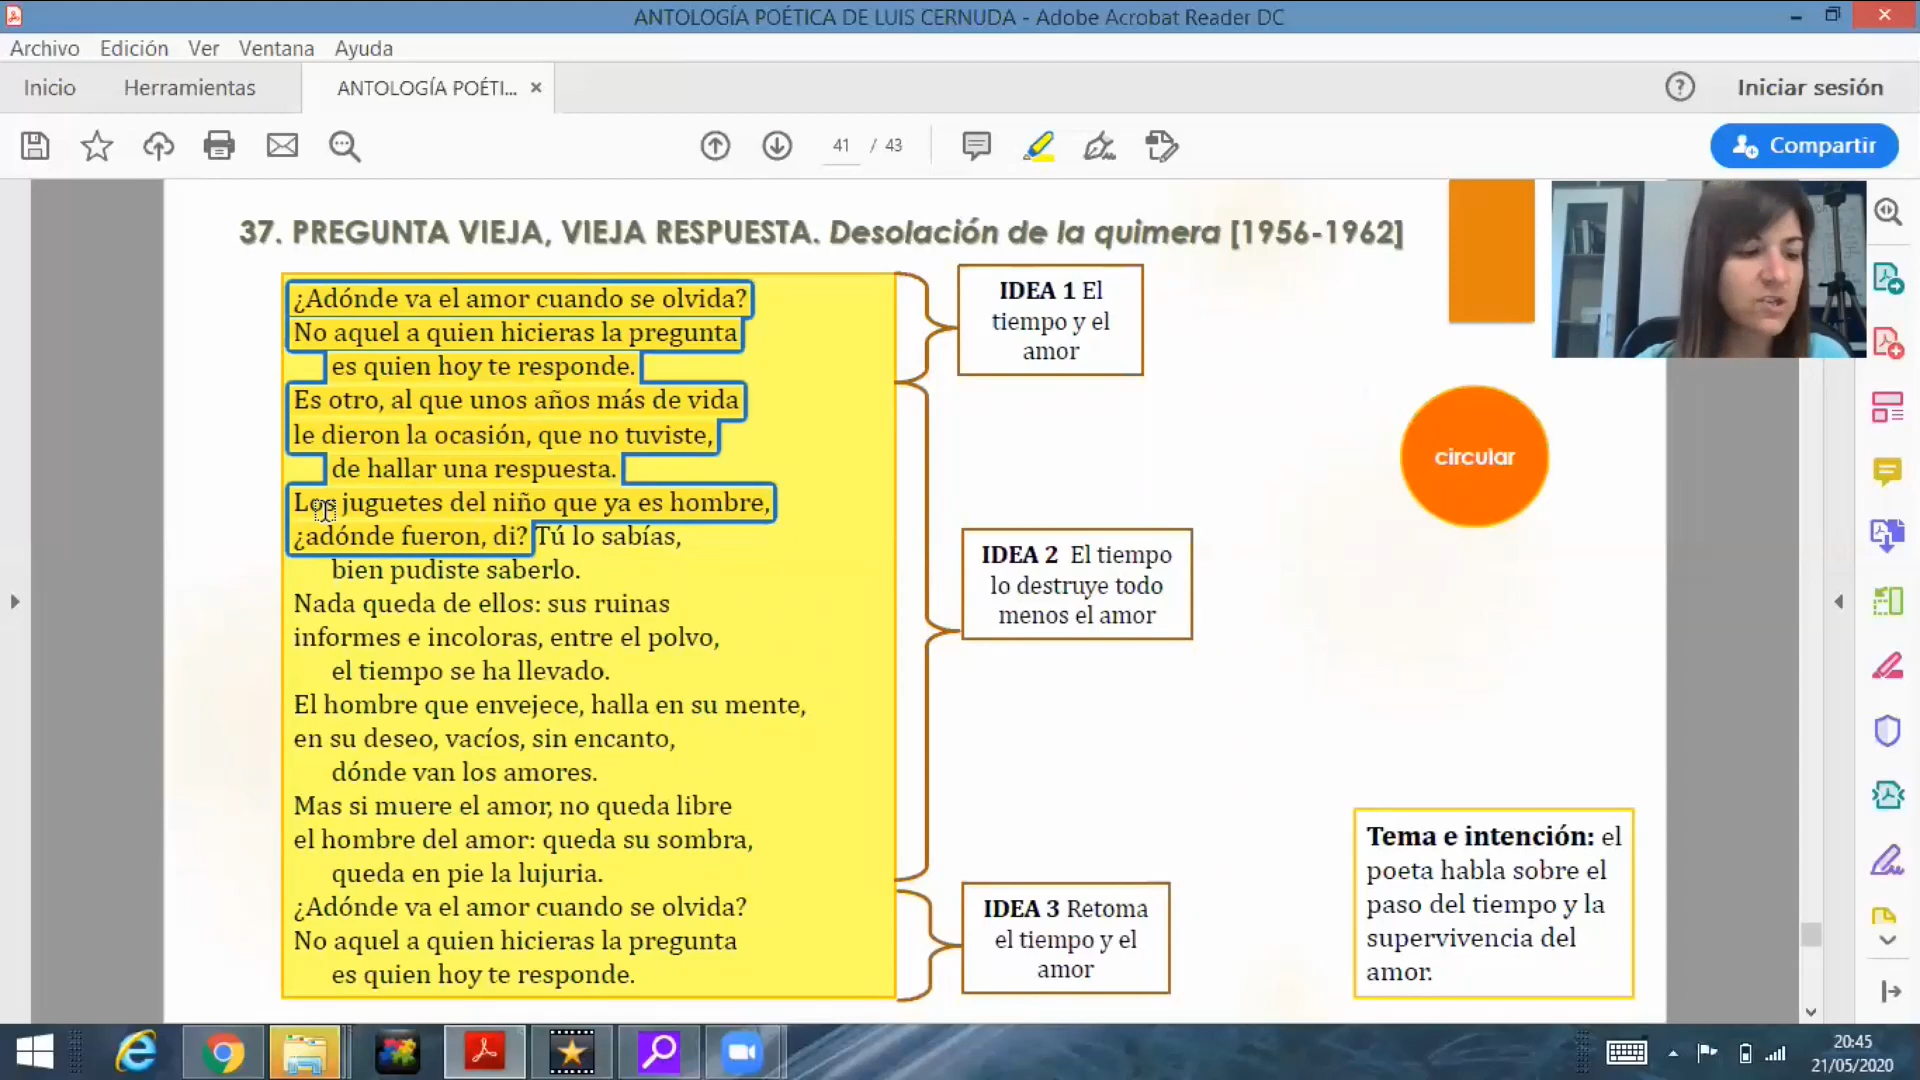 ANTOLOGÍA POÉTICA DE LUIS CERNUDA - Adobe Acrobat Reader DC
Archivo Edición Ver Ventana Ayuda
Inicio Herramientas ANTOLOGÍA POÉTI... × ? Iniciar sesión
41 / 43 Compartir
37. PREGUNTA VIEJA, VIEJA RESPUESTA. Desolación de la quimera [1956-1962]
¿Adónde va el amor cuando se olvida?
No aquel a quien hicieras la pregunta
es quien hoy te responde.
Es otro, al que unos años más de vida
le dieron la ocasión, que no tuviste,
de hallar una respuesta.
Los juguetes del niño que ya es hombre,
¿adónde fueron, di? Tú lo sabías,
bien pudiste saberlo.
Nada queda de ellos: sus ruinas
informes e incoloras, entre el polvo,
el tiempo se ha llevado.
El hombre que envejece, halla en su mente,
en su deseo, vacíos, sin encanto,
dónde van los amores.
Mas si muere el amor, no queda libre
el hombre del amor: queda su sombra,
queda en pie la lujuria.
¿Adónde va el amor cuando se olvida?
No aquel a quien hicieras la pregunta
es quien hoy te responde.
IDEA 1 El
tiempo y el
amor
IDEA 2 El tiempo
lo destruye todo
menos el amor
IDEA 3 Retoma
el tiempo y el
amor
circular
Tema e intención: el
poeta habla sobre el
paso del tiempo y la
supervivencia del
amor.
20:45
21/05/2020